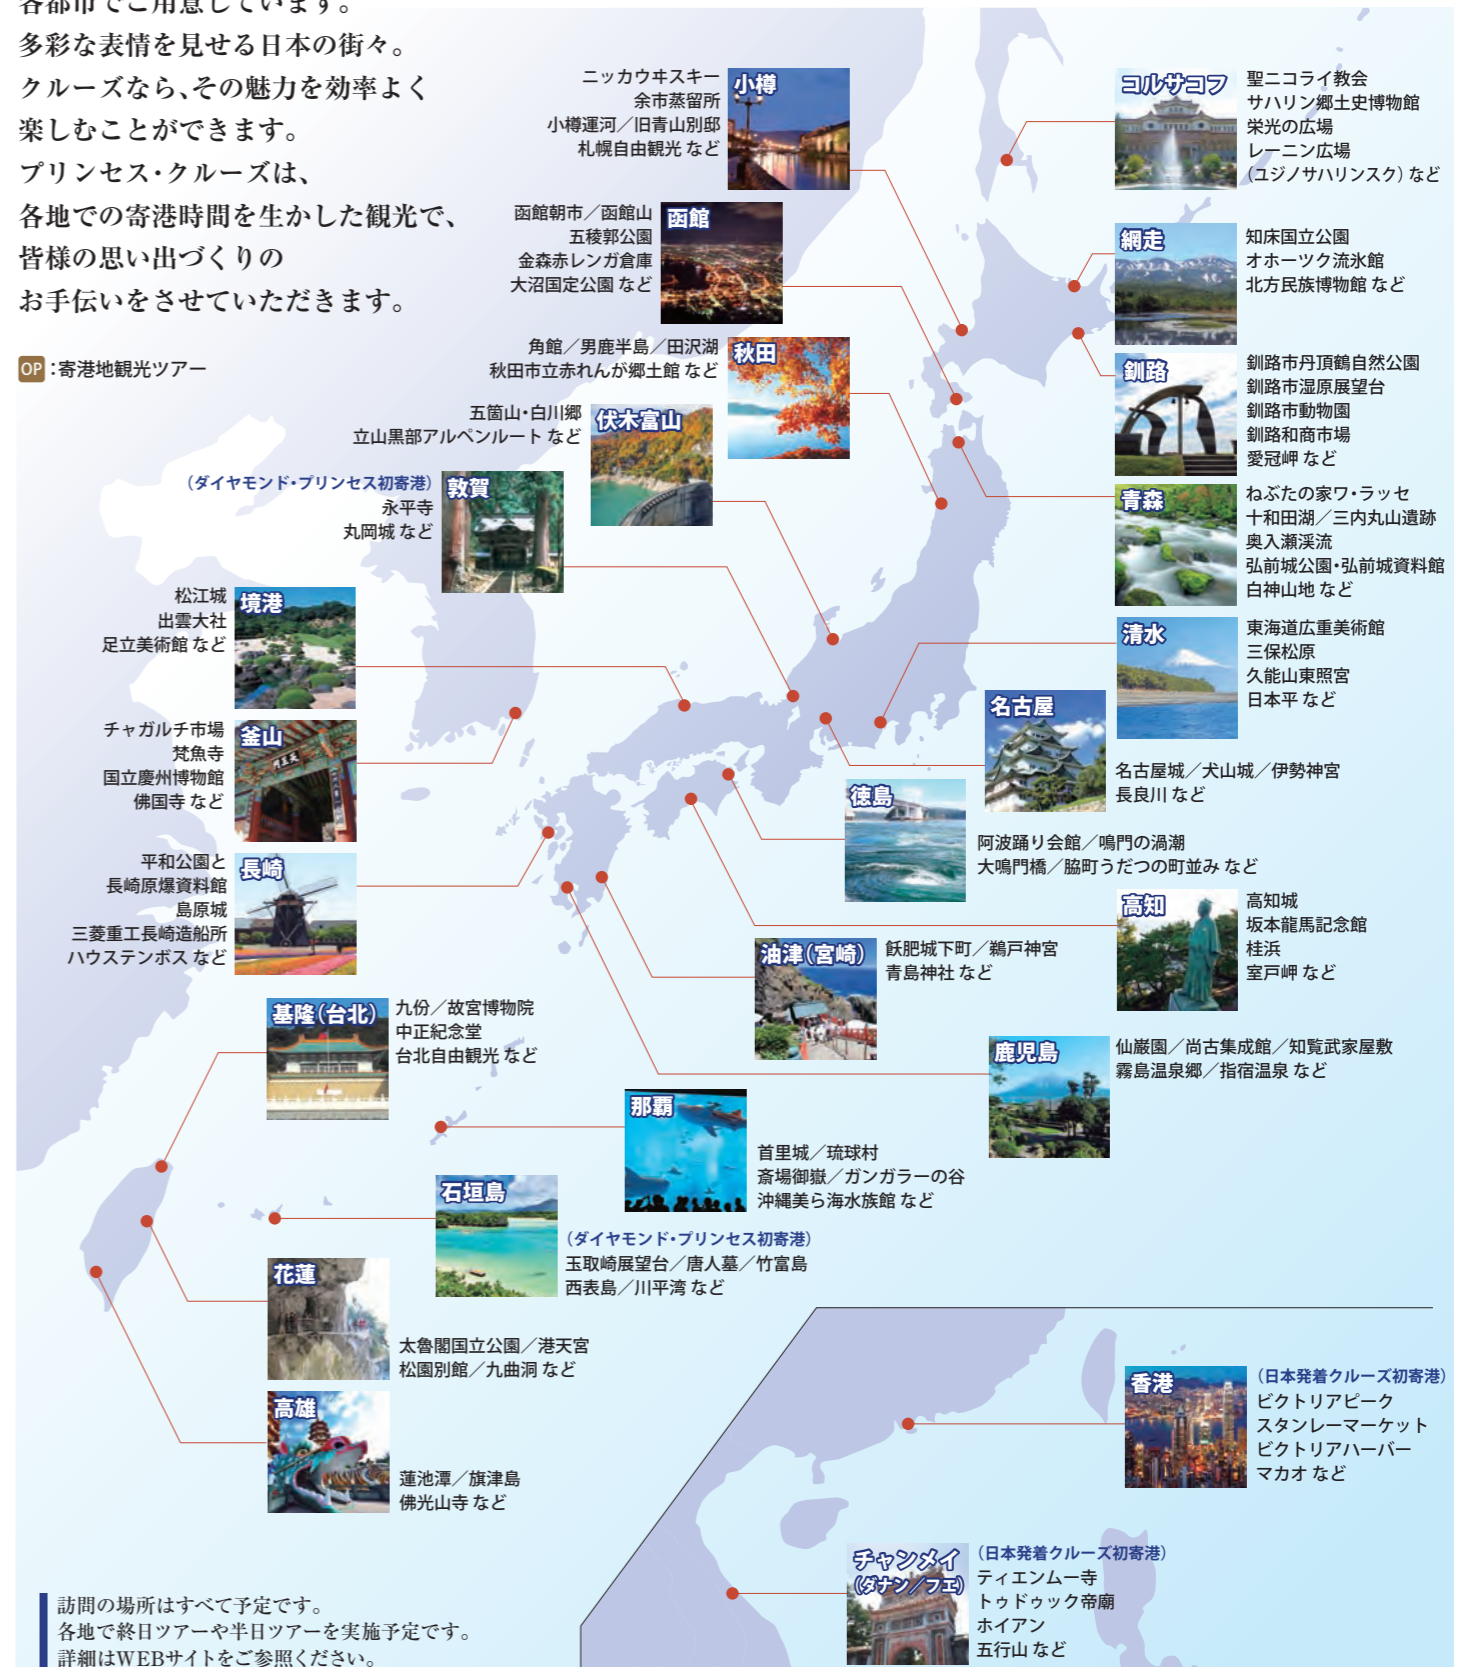 各都市でご用意しています。
多彩な表情を見せる日本の街々。
クルーズなら、その魅力を効率よく
楽しむことができます。
プリンセス・クルーズは、
各地での寄港時間を生かした観光で、
皆様の思い出づくりの
お手伝いをさせていただきます。
OP:寄港地観光ツアー
小樽
ニッカウヰスキー
余市蒸留所
小樽運河／旧青山別邸
札幌自由観光 など
函館
函館朝市／函館山
五稜郭公園
金森赤レンガ倉庫
大沼国定公園 など
秋田
角館／男鹿半島／田沢湖
秋田市立赤れんが郷土館 など
伏木富山
五箇山・白川郷
立山黒部アルペンルート など
敦賀
（ダイヤモンド・プリンセス初寄港）
永平寺
丸岡城 など
境港
松江城
出雲大社
足立美術館 など
釜山
チャガルチ市場
梵魚寺
国立慶州博物館
佛国寺 など
長崎
平和公園と
長崎原爆資料館
島原城
三菱重工長崎造船所
ハウステンボス など
コルサコフ
聖ニコライ教会
サハリン郷土史博物館
栄光の広場
レーニン広場
（ユジノサハリンスク）など
網走
知床国立公園
オホーツク流氷館
北方民族博物館 など
釧路
釧路市丹頂鶴自然公園
釧路市湿原展望台
釧路市動物園
釧路和商市場
愛冠岬 など
青森
ねぶたの家ワ・ラッセ
十和田湖／三内丸山遺跡
奥入瀬渓流
弘前城公園・弘前城資料館
白神山地 など
清水
東海道広重美術館
三保松原
久能山東照宮
日本平 など
名古屋
名古屋城／犬山城／伊勢神宮
長良川 など
徳島
阿波踊り会館／鳴門の渦潮
大鳴門橋／脇町うだつの町並み など
高知
高知城
坂本龍馬記念館
桂浜
室戸岬 など
油津（宮崎）
飫肥城下町／鵜戸神宮
青島神社 など
鹿児島
仙巌園／尚古集成館／知覧武家屋敷
霧島温泉郷／指宿温泉 など
基隆（台北）
九份／故宮博物院
中正紀念堂
台北自由観光 など
那覇
首里城／琉球村
斎場御嶽／ガンガラーの谷
沖縄美ら海水族館 など
石垣島
（ダイヤモンド・プリンセス初寄港）
玉取崎展望台／唐人墓／竹富島
西表島／川平湾 など
花蓮
太魯閣国立公園／港天宮
松園別館／九曲洞 など
高雄
蓮池潭／旗津島
佛光山寺 など
香港
（日本発着クルーズ初寄港）
ビクトリアピーク
スタンレーマーケット
ビクトリアハーバー
マカオ など
チャンメイ
（ダナン／フエ）
（日本発着クルーズ初寄港）
ティエンムー寺
トゥドゥック帝廟
ホイアン
五行山 など
訪問の場所はすべて予定です。
各地で終日ツアーや半日ツアーを実施予定です。
詳細はWEBサイトをご参照ください。